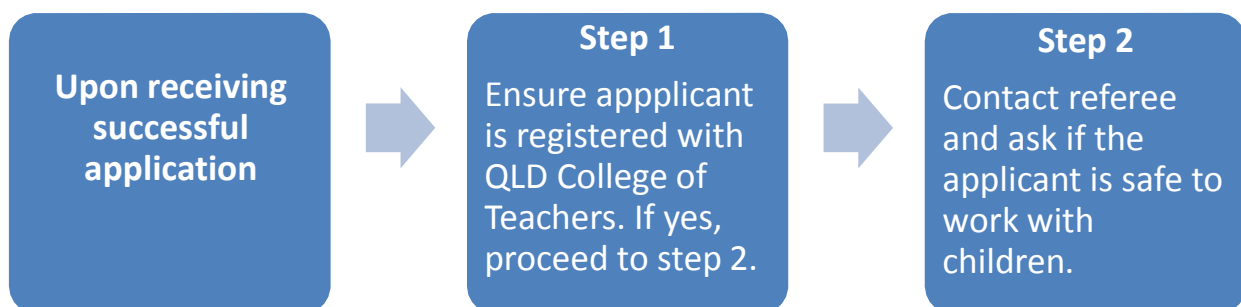 Upon receiving
successful
application
Step 1
Ensure appplicant
is registered with
QLD College of
Teachers. If yes,
proceed to step 2.
Step 2
Contact referee
and ask if the
applicant is safe to
work with
children.